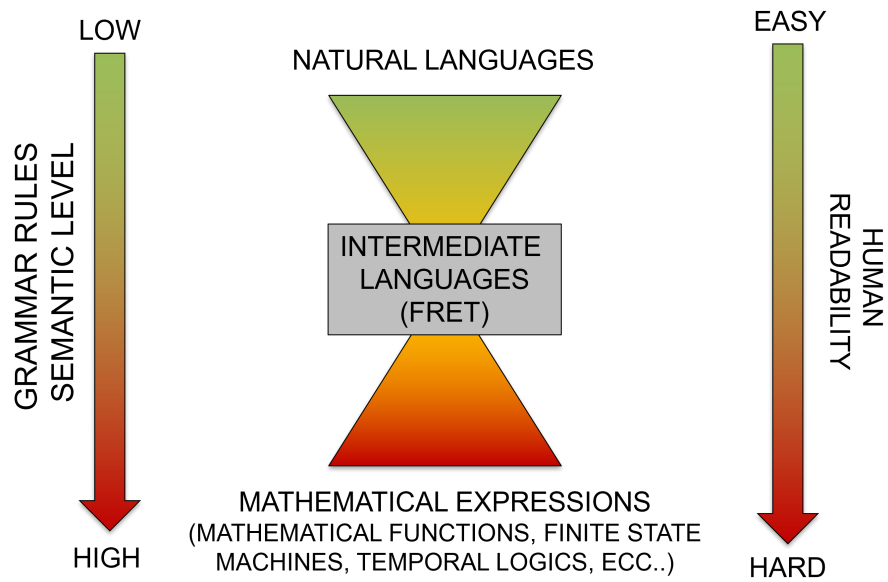 LOW
EASY
NATURAL LANGUAGES
GRAMMAR RULES
SEMANTIC LEVEL
INTERMEDIATE
LANGUAGES
(FRET)
HUMAN
READABILITY
MATHEMATICAL EXPRESSIONS
(MATHEMATICAL FUNCTIONS, FINITE STATE
MACHINES, TEMPORAL LOGICS, ECC..)
HIGH
HARD